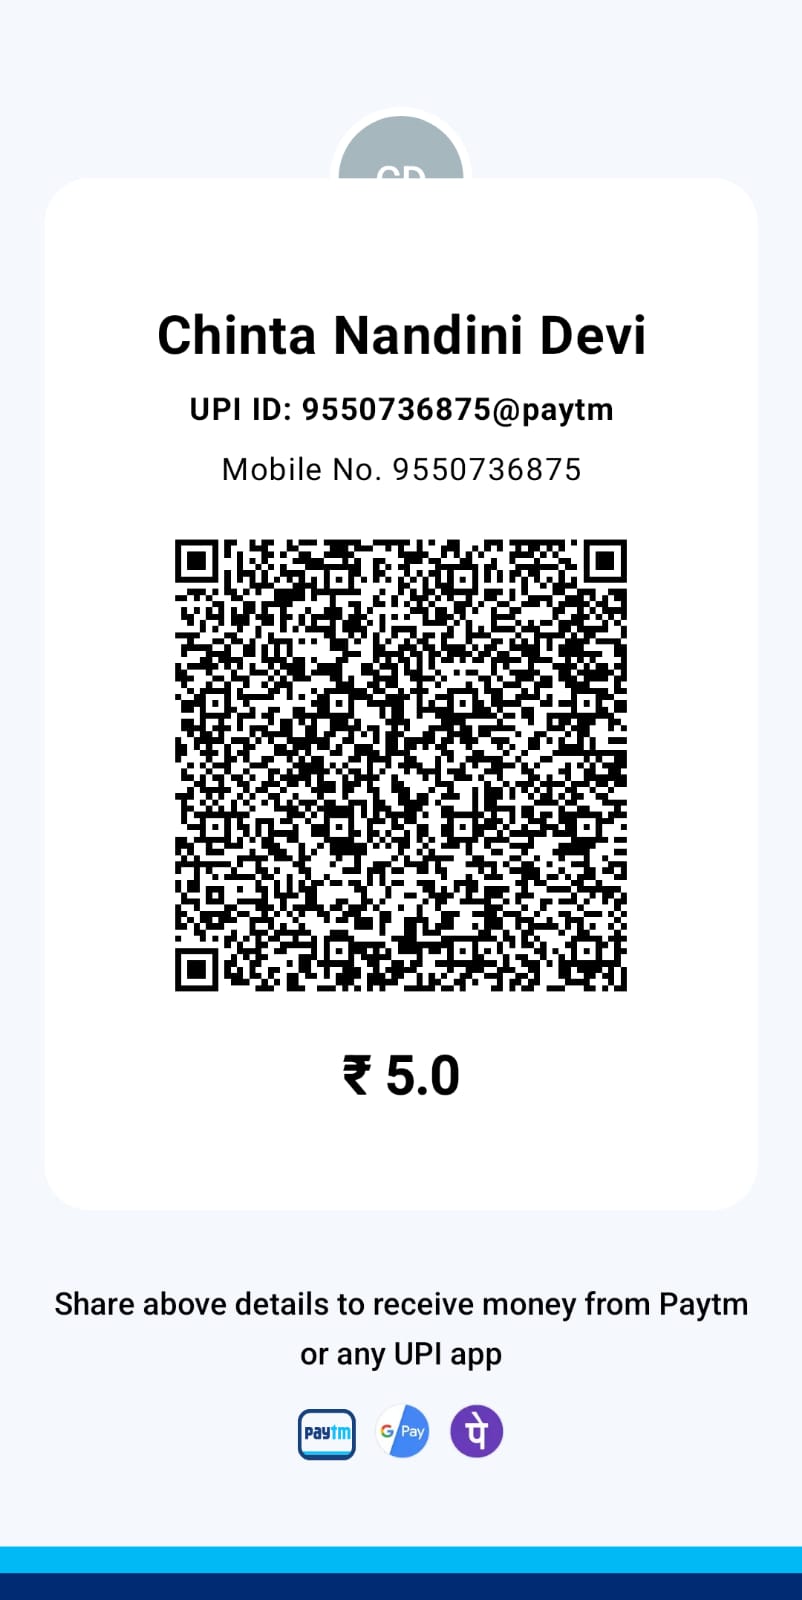 CD
Chinta Nandini Devi
UPI ID: 9550736875@paytm
Mobile No. 9550736875
₹ 5.0
Share above details to receive money from Paytm
or any UPI app
paytm G Pay पे